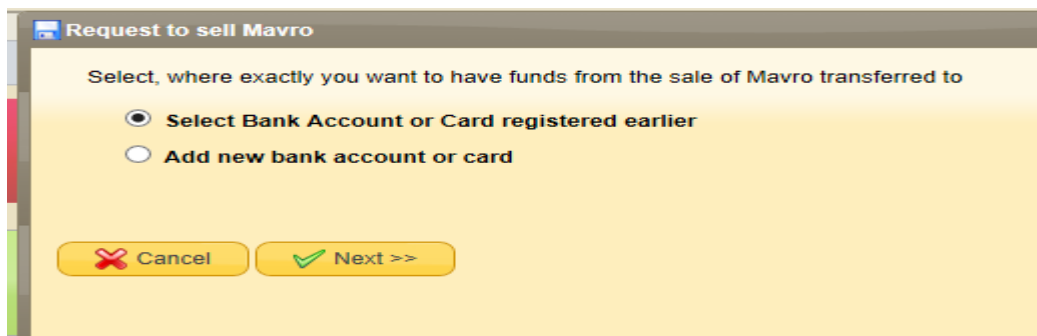 Request to sell Mavro
Select, where exactly you want to have funds from the sale of Mavro transferred to
Select Bank Account or Card registered earlier
Add new bank account or card
Cancel
Next >>